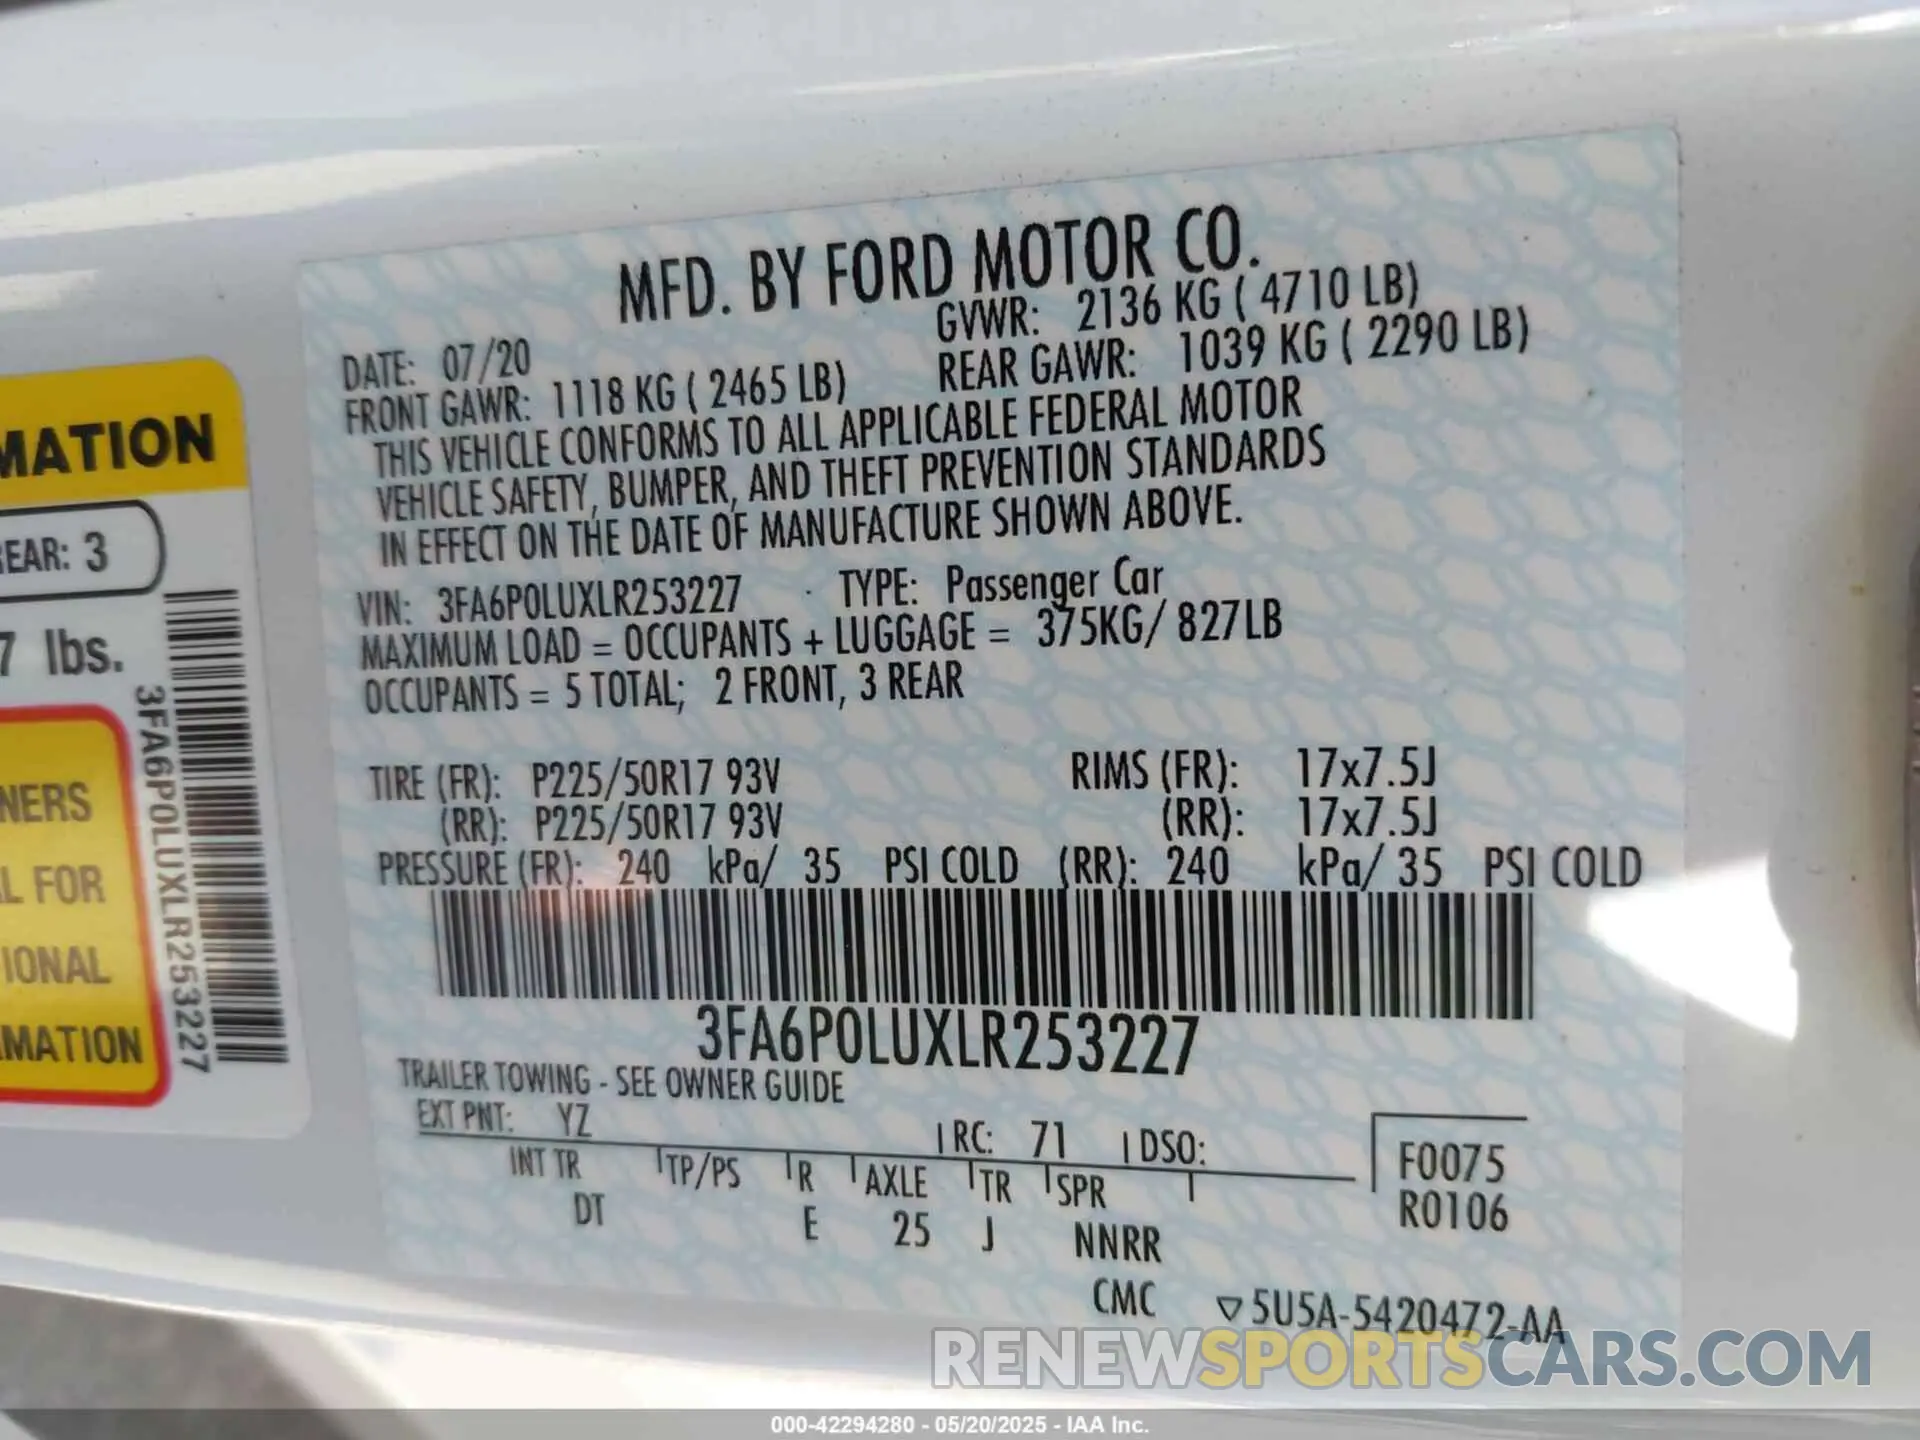 MATION
REAR: 3
7 lbs.
3FA6P0LUXLR253227
NERS
L FOR
IONAL
MATION
MFD. BY FORD MOTOR CO.
DATE: 07/20 GVWR: 2136 KG ( 4710 LB)
FRONT GAWR: 1118 KG ( 2465 LB) REAR GAWR: 1039 KG ( 2290 LB)
THIS VEHICLE CONFORMS TO ALL APPLICABLE FEDERAL MOTOR
VEHICLE SAFETY, BUMPER, AND THEFT PREVENTION STANDARDS
IN EFFECT ON THE DATE OF MANUFACTURE SHOWN ABOVE.
VIN: 3FA6P0LUXLR253227 TYPE: Passenger Car
MAXIMUM LOAD = OCCUPANTS + LUGGAGE = 375KG/ 827LB
OCCUPANTS = 5 TOTAL; 2 FRONT, 3 REAR
TIRE (FR): P225/50R17 93V RIMS (FR): 17x7.5J
(RR): P225/50R17 93V (RR): 17x7.5J
PRESSURE (FR): 240 kPa/ 35 PSI COLD (RR): 240 kPa/ 35 PSI COLD
3FA6P0LUXLR253227
TRAILER TOWING - SEE OWNER GUIDE
EXT PNT: YZ RC: 71 DSO: F0075
INT TR TP/PS R AXLE TR SPR R0106
DT E 25 J NNRR
CMC ▽5U5A-5420472-AA
RENEWSPORTSCARS.COM
000-42294280 - 05/20/2025 - IAA Inc.